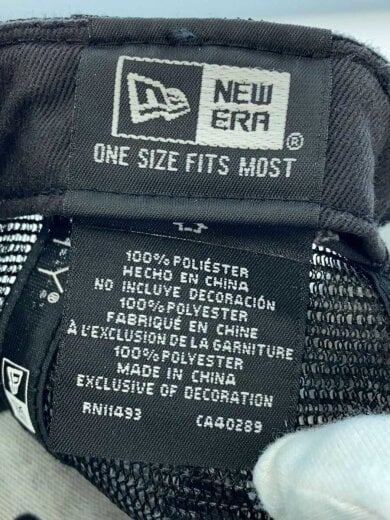 NEW
ERA®
ONE SIZE FITS MOST
100% POLIÉSTER
HECHO EN CHINA
NO INCLUYE DECORACIÓN
100% POLYESTER
FABRIQUÉ EN CHINE
À L'EXCLUSION DE LA GARNITURE
100% POLYESTER
MADE IN CHINA
EXCLUSIVE OF DECORATION
RN11493 CA40289